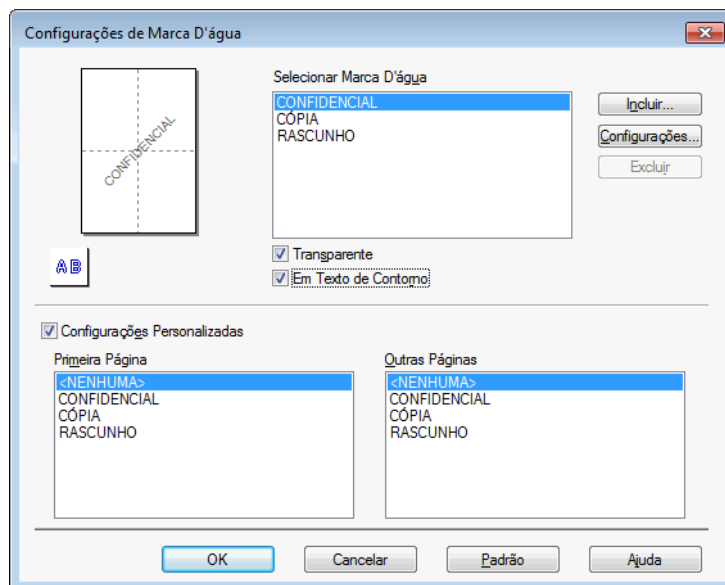 Configurações de Marca D'água
Selecionar Marca D'água
CONFIDENCIAL
CONFIDENCIAL
CÓPIA
RASCUNHO
Incluir...
Configurações...
Excluir
Transparente
Em Texto de Contorno
AB
Configurações Personalizadas
Primeira Página
<NENHUMA>
CONFIDENCIAL
CÓPIA
RASCUNHO
Outras Páginas
<NENHUMA>
CONFIDENCIAL
CÓPIA
RASCUNHO
OK
Cancelar
Padrão
Ajuda